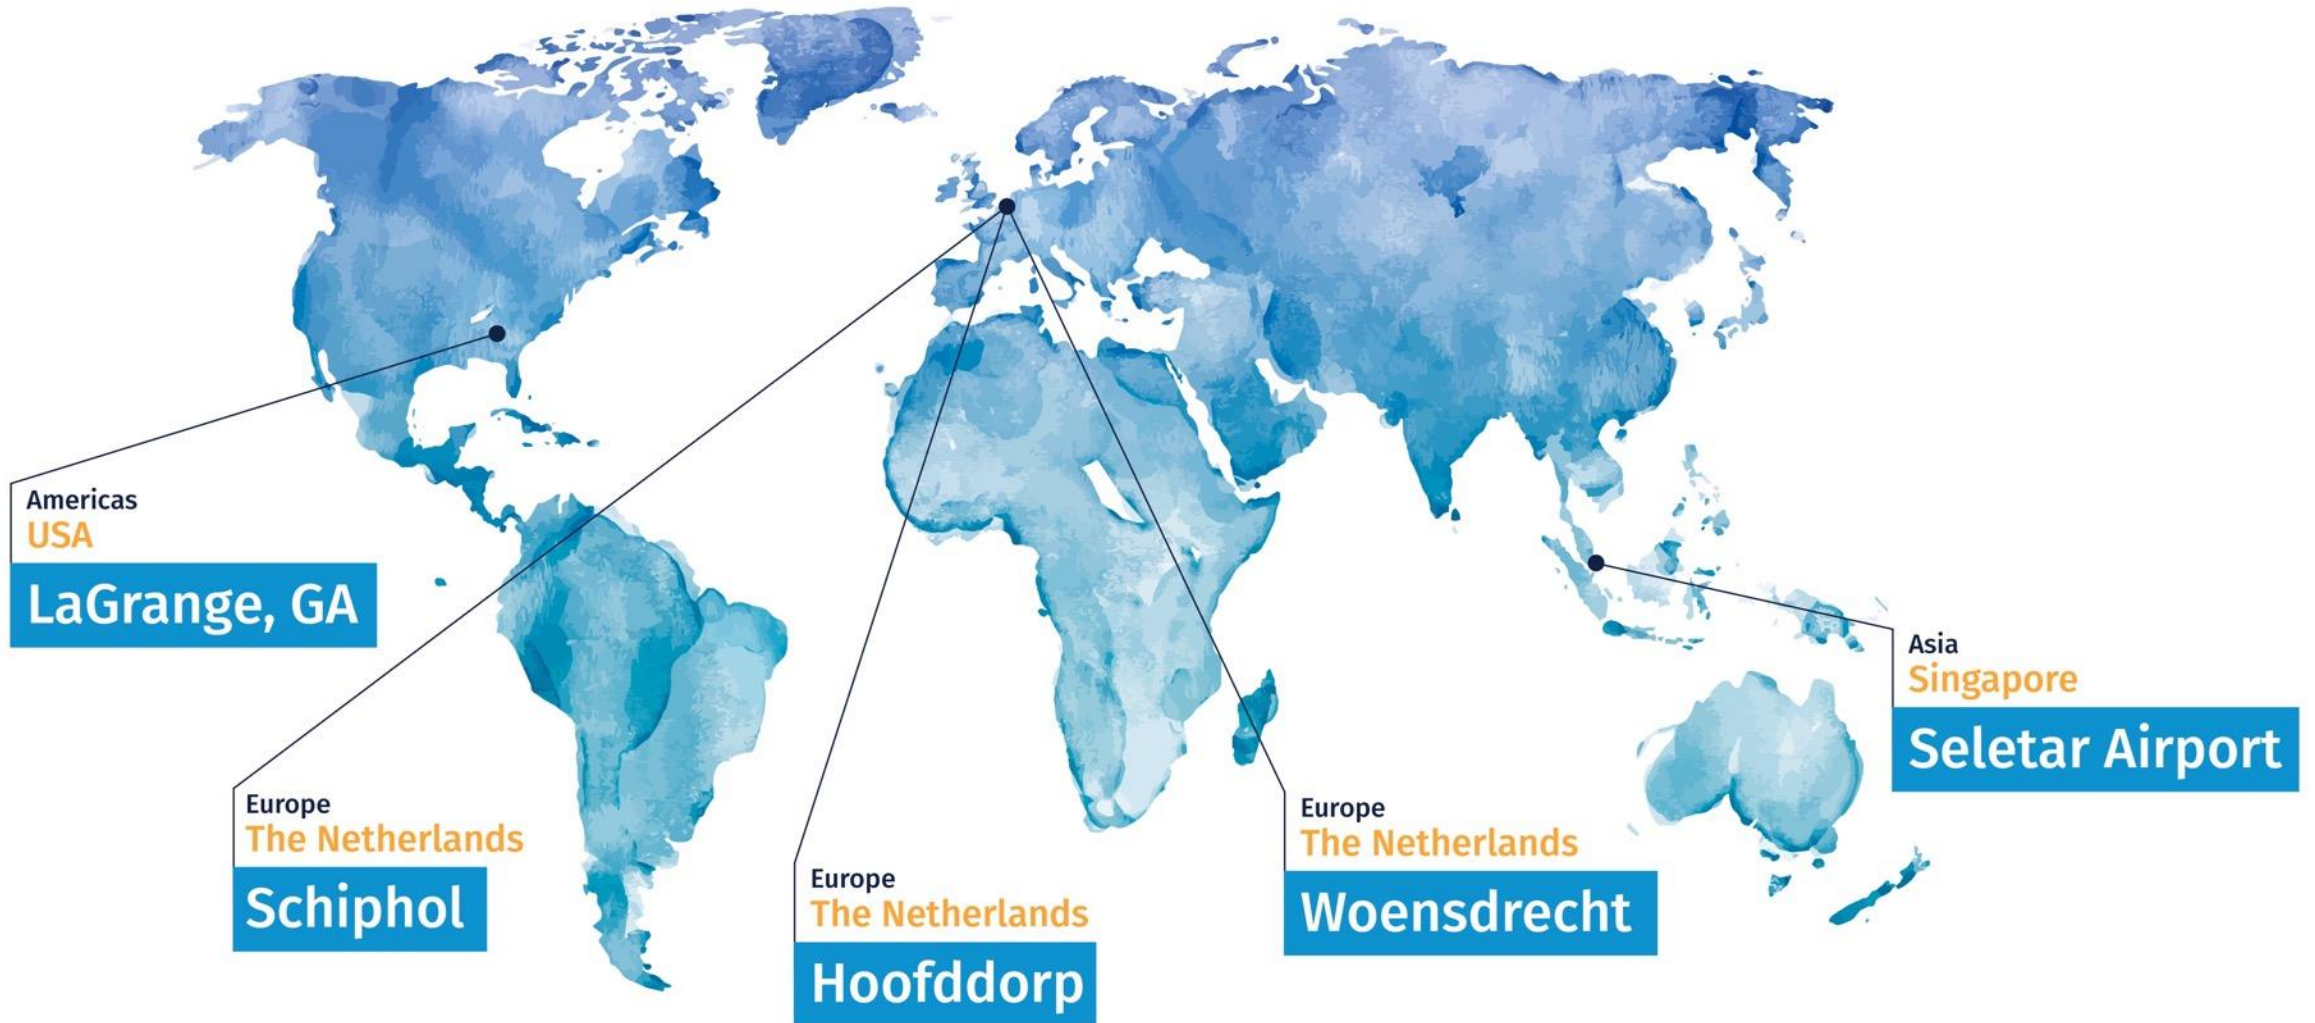 Americas
USA
LaGrange, GA
Europe
The Netherlands
Schiphol
Europe
The Netherlands
Hoofddorp
Europe
The Netherlands
Woensdrecht
Asia
Singapore
Seletar Airport